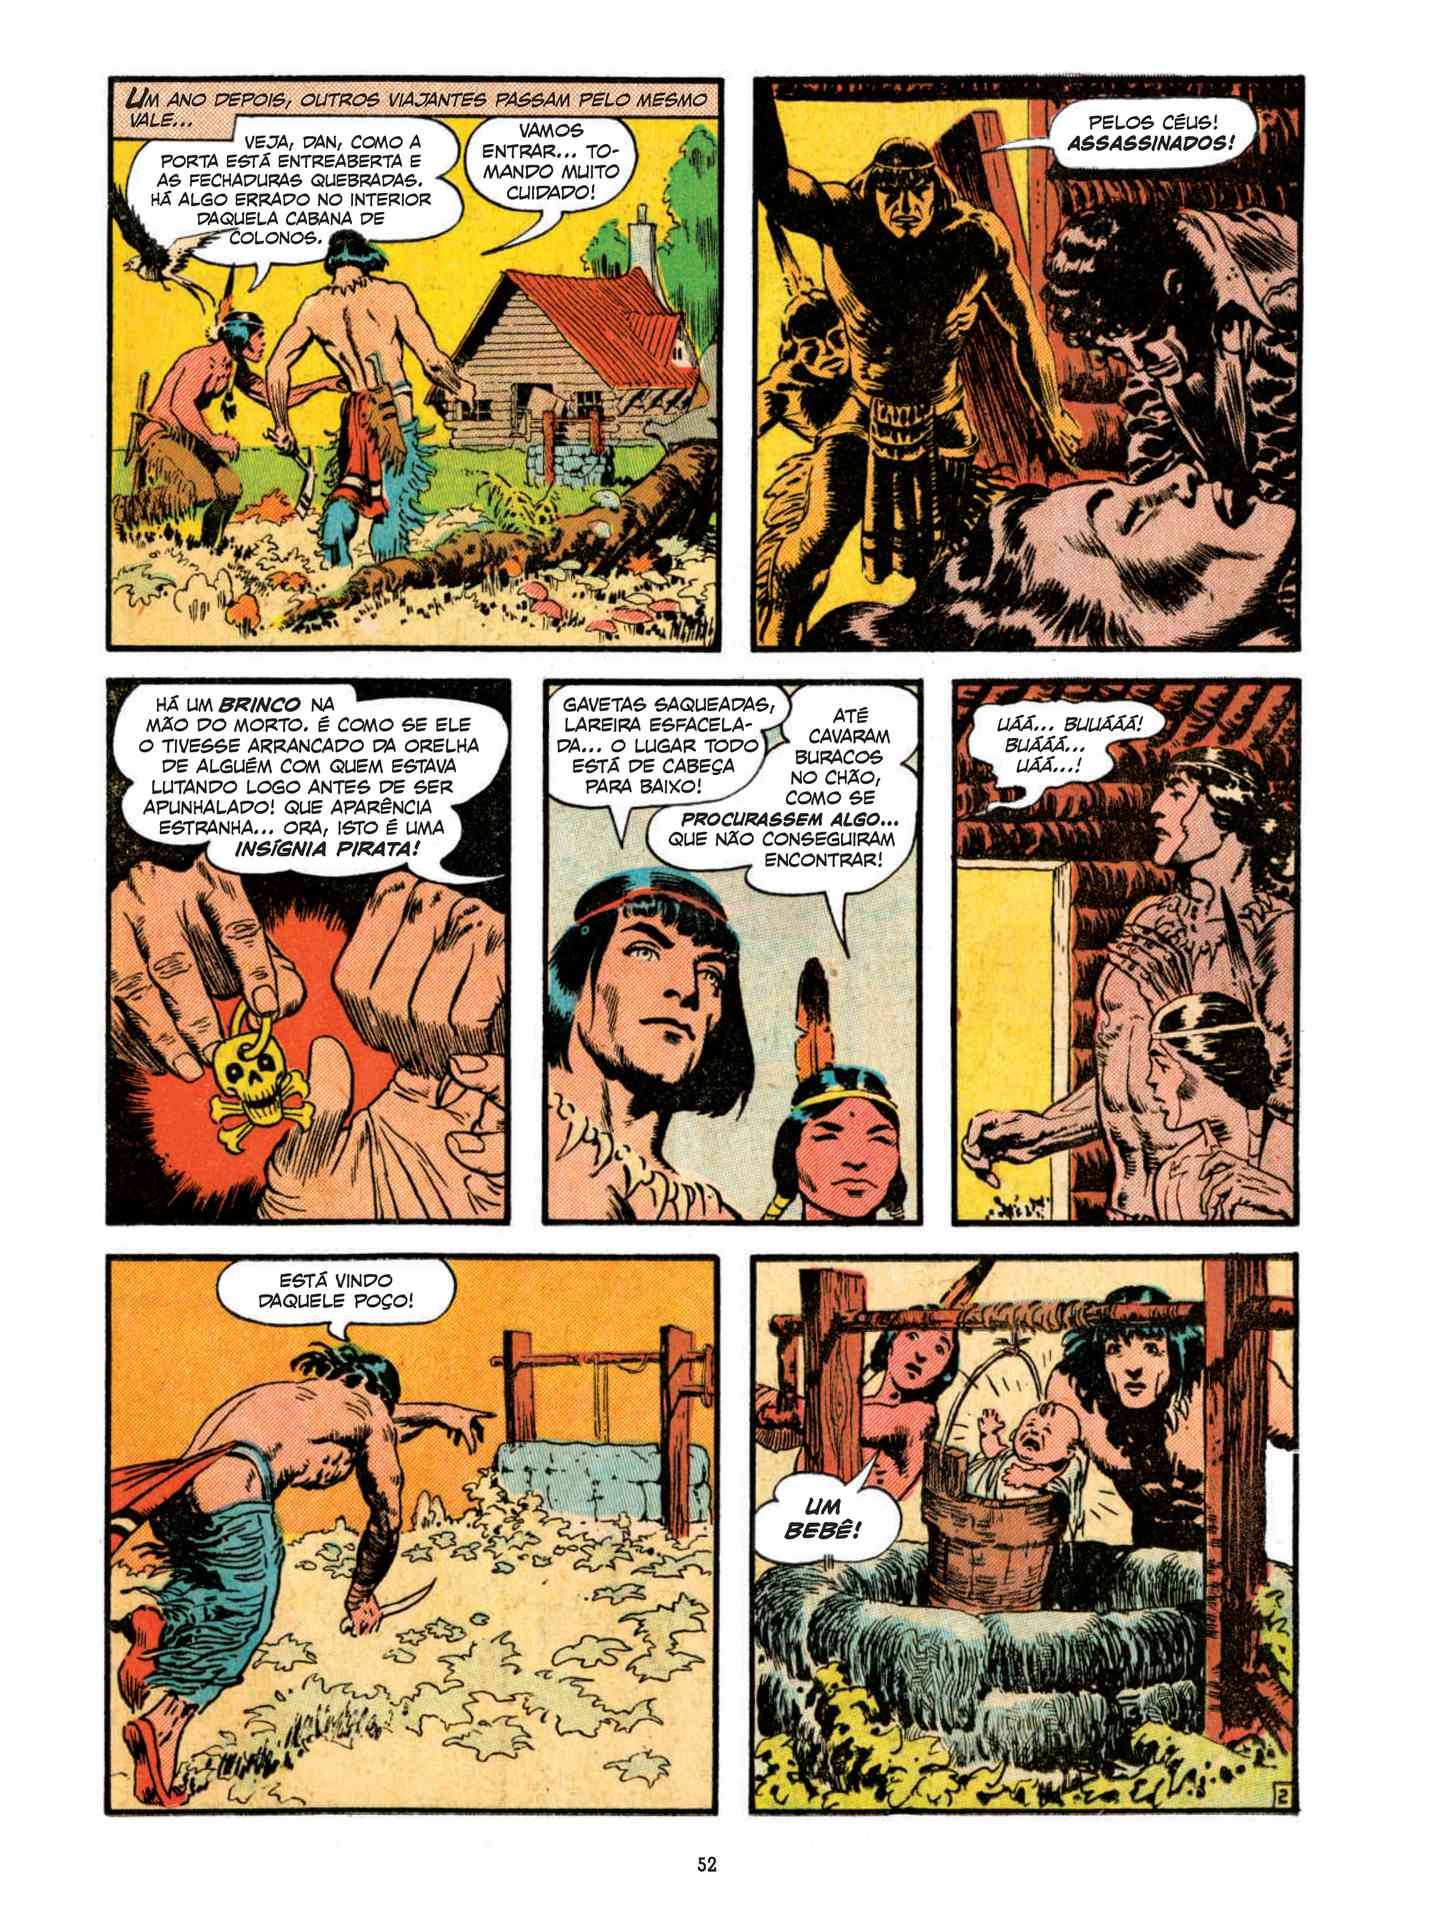 UM ANO DEPOIS, OUTROS VIAJANTES PASSAM PELO MESMO
VALE...
VEJA, DAN, COMO A
PORTA ESTÁ ENTREABERTA E
AS FECHADURAS QUEBRADAS.
HÁ ALGO ERRADO NO INTERIOR
DAQUELA CABANA DE
COLONOS.
VAMOS
ENTRAR... TO-
MANDO MUITO
CUIDADO!
PELOS CÉUS!
ASSASSINADOS!
HÁ UM BRINCO NA
MÃO DO MORTO. É COMO SE ELE
O TIVESSE ARRANCADO DA ORELHA
DE ALGUÉM COM QUEM ESTAVA
LUTANDO LOGO ANTES DE SER
APUNHALADO! QUE APARÊNCIA
ESTRANHA... ORA, ISTO É UMA
INSÍGNIA PIRATA!
GAVETAS SAQUEADAS,
LAREIRA ESFACELA-
DA... O LUGAR TODO
ESTÁ DE CABEÇA
PARA BAIXO!
ATÉ
CAVARAM
BURACOS
NO CHÃO,
COMO SE
PROCURASSEM ALGO...
QUE NÃO CONSEGUIRAM
ENCONTRAR!
UÁÁ... BUUÁÁÁ!
BUÁÁÁ...
UÁÁ...!
ESTÁ VINDO
DAQUELE POÇO!
UM
BEBÊ!
2
52